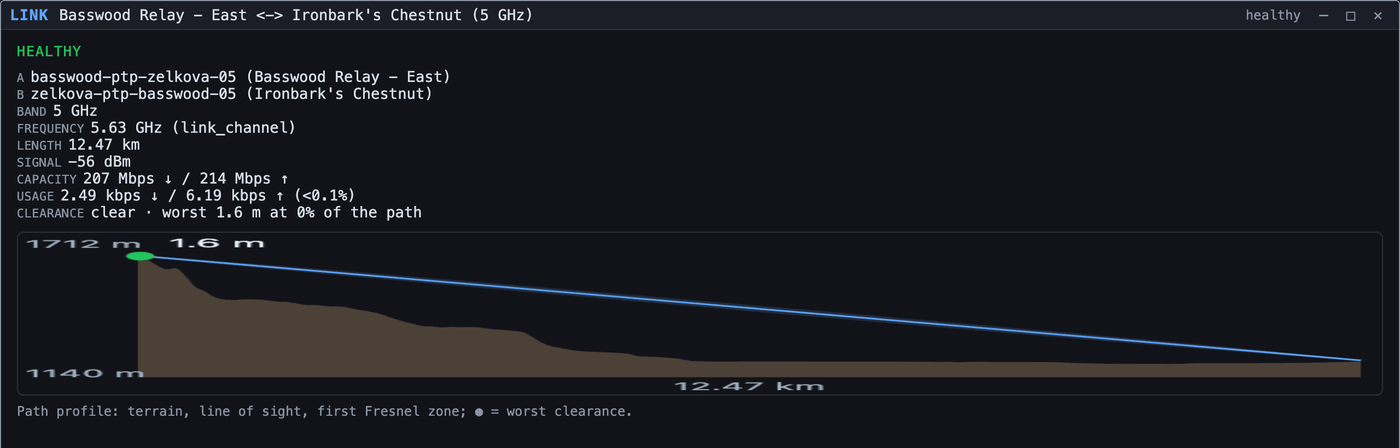 LINK Basswood Relay – East <–> Ironbark's Chestnut (5 GHz) healthy — □ ×
HEALTHY
A basswood-ptp-zelkova-05 (Basswood Relay – East)
B zelkova-ptp-basswood-05 (Ironbark's Chestnut)
BAND 5 GHz
FREQUENCY 5.63 GHz (link_channel)
LENGTH 12.47 km
SIGNAL −56 dBm
CAPACITY 207 Mbps ↓ / 214 Mbps ↑
USAGE 2.49 kbps ↓ / 6.19 kbps ↑ (<0.1%)
CLEARANCE clear · worst 1.6 m at 0% of the path
1712 m 1.6 m
1140 m
12.47 km
Path profile: terrain, line of sight, first Fresnel zone; ● = worst clearance.